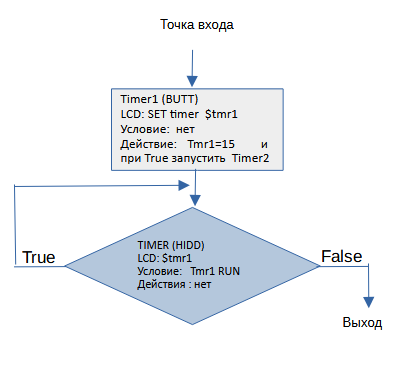 Точка входа
Timer1 (BUTT)
LCD: SET timer $tmr1
Условие: нет
Действие: Tmr1=15 и
при True запустить Timer2
TIMER (HIDD)
LCD: $tmr1
Условие: Tmr1 RUN
Действия : нет
True
False
Выход